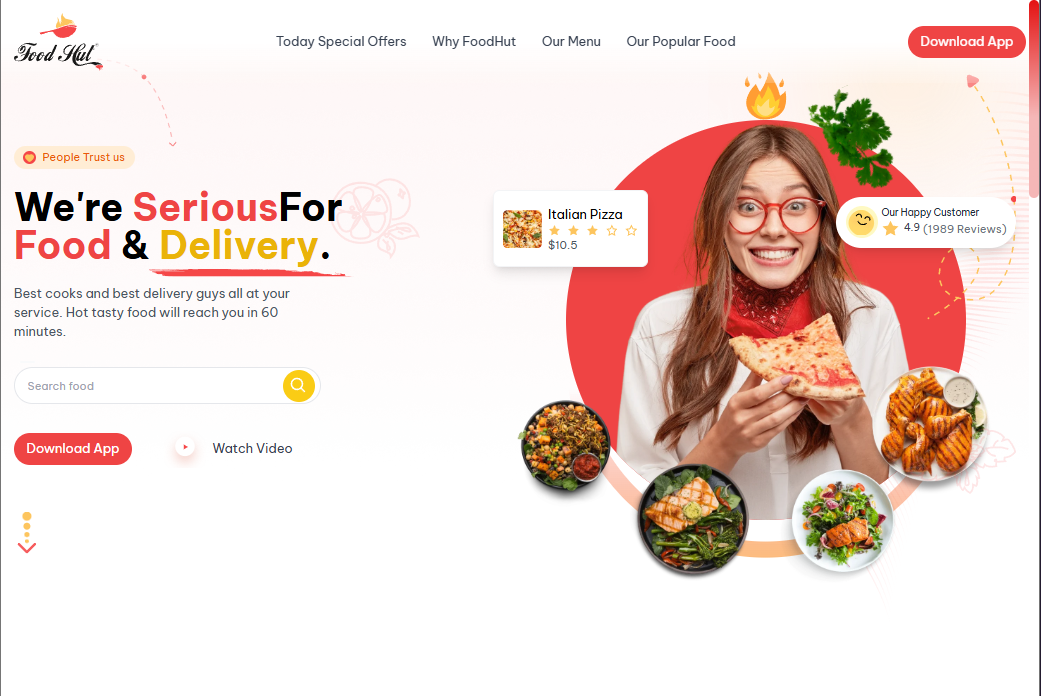 Food Hut
Today Special Offers
Why FoodHut
Our Menu
Our Popular Food
Download App
People Trust us
We're SeriousFor
Food & Delivery.
Best cooks and best delivery guys all at your
service. Hot tasty food will reach you in 60
minutes.
Search food
Download App
Watch Video
Italian Pizza
$10.5
Our Happy Customer
4.9 (1989 Reviews)